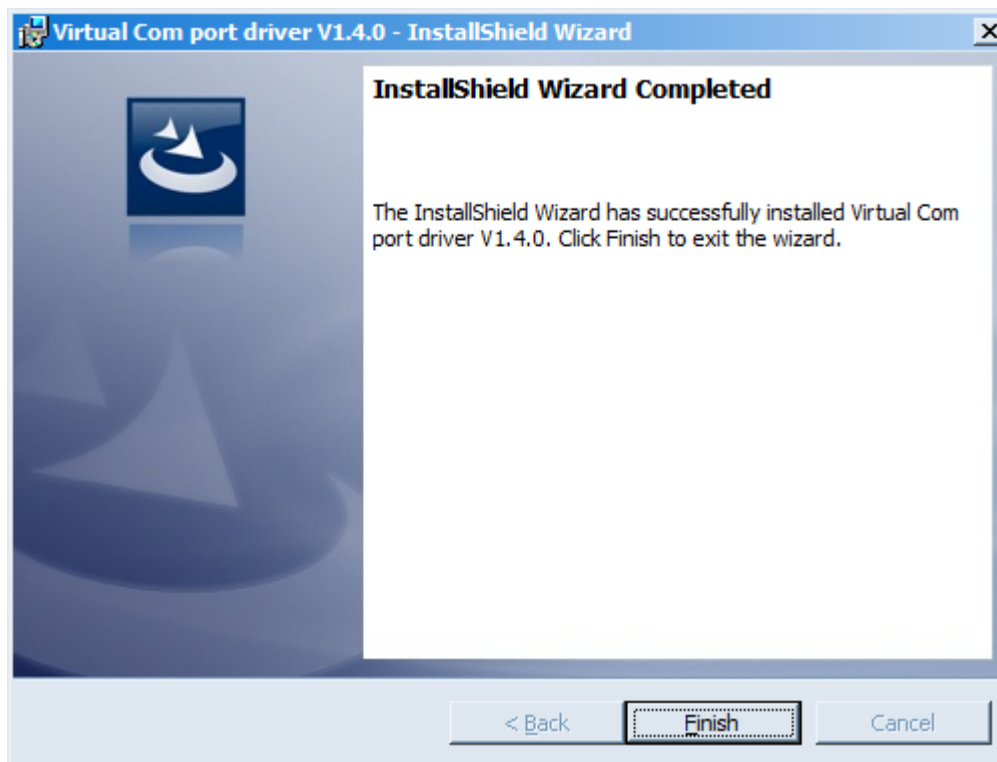 Virtual Com port driver V1.4.0 - InstallShield Wizard
InstallShield Wizard Completed
The InstallShield Wizard has successfully installed Virtual Com
port driver V1.4.0. Click Finish to exit the wizard.
< Back
Finish
Cancel